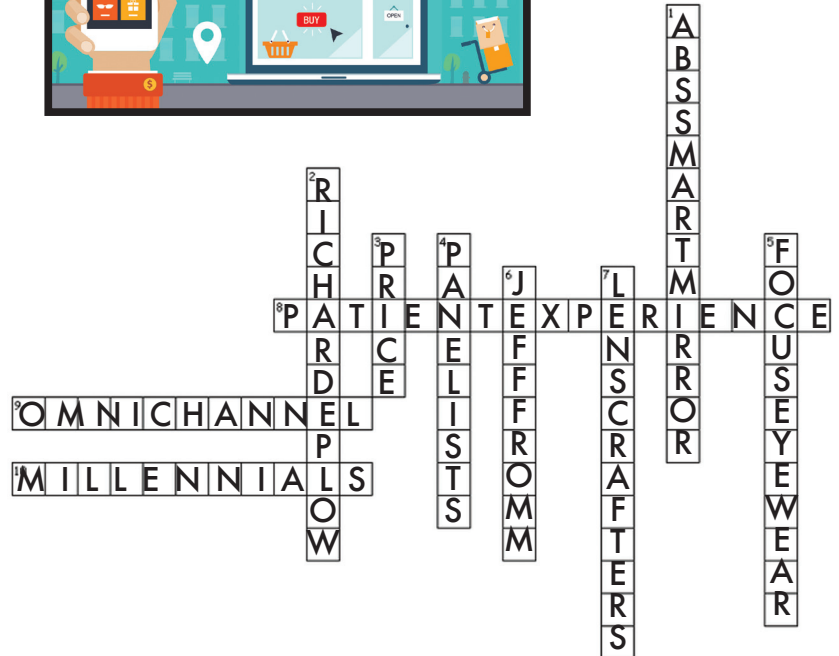 BUY
OPEN
$
1 ABSSMARTMIRROR
2 RICHARDEPLOW
3 PRICE
4 PANELISTS
5 FOCUSEYEWEAR
6 JEFFFROMM
7 LENSCRAFTERS
8 PATIENTEXPERIENCE
9 OMNICHANNEL
10 MILLENNIALS